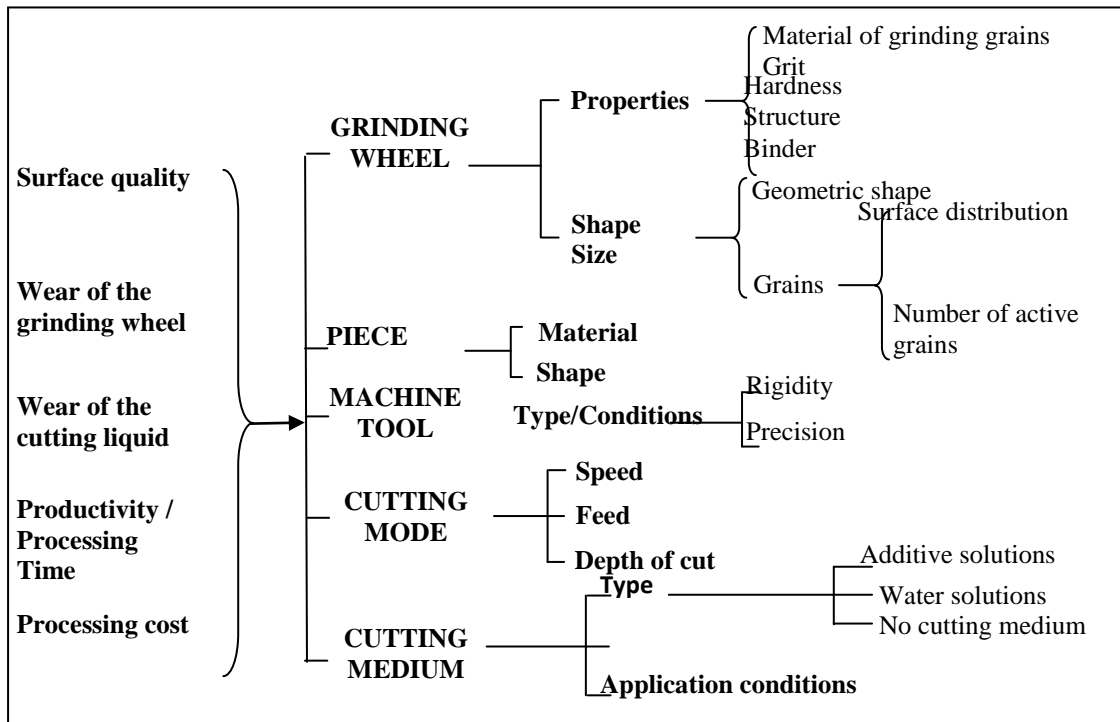 Surface quality
Wear of the
grinding wheel
Wear of the
cutting liquid
Productivity /
Processing
Time
Processing cost
GRINDING
WHEEL
Properties
Material of grinding grains
Grit
Hardness
Structure
Binder
Shape
Size
Geometric shape
Grains
Surface distribution
Number of active
grains
PIECE
Material
Shape
MACHINE
TOOL
Type/Conditions
Rigidity
Precision
CUTTING
MODE
Speed
Feed
Depth of cut
CUTTING
MEDIUM
Type
Additive solutions
Water solutions
No cutting medium
Application conditions